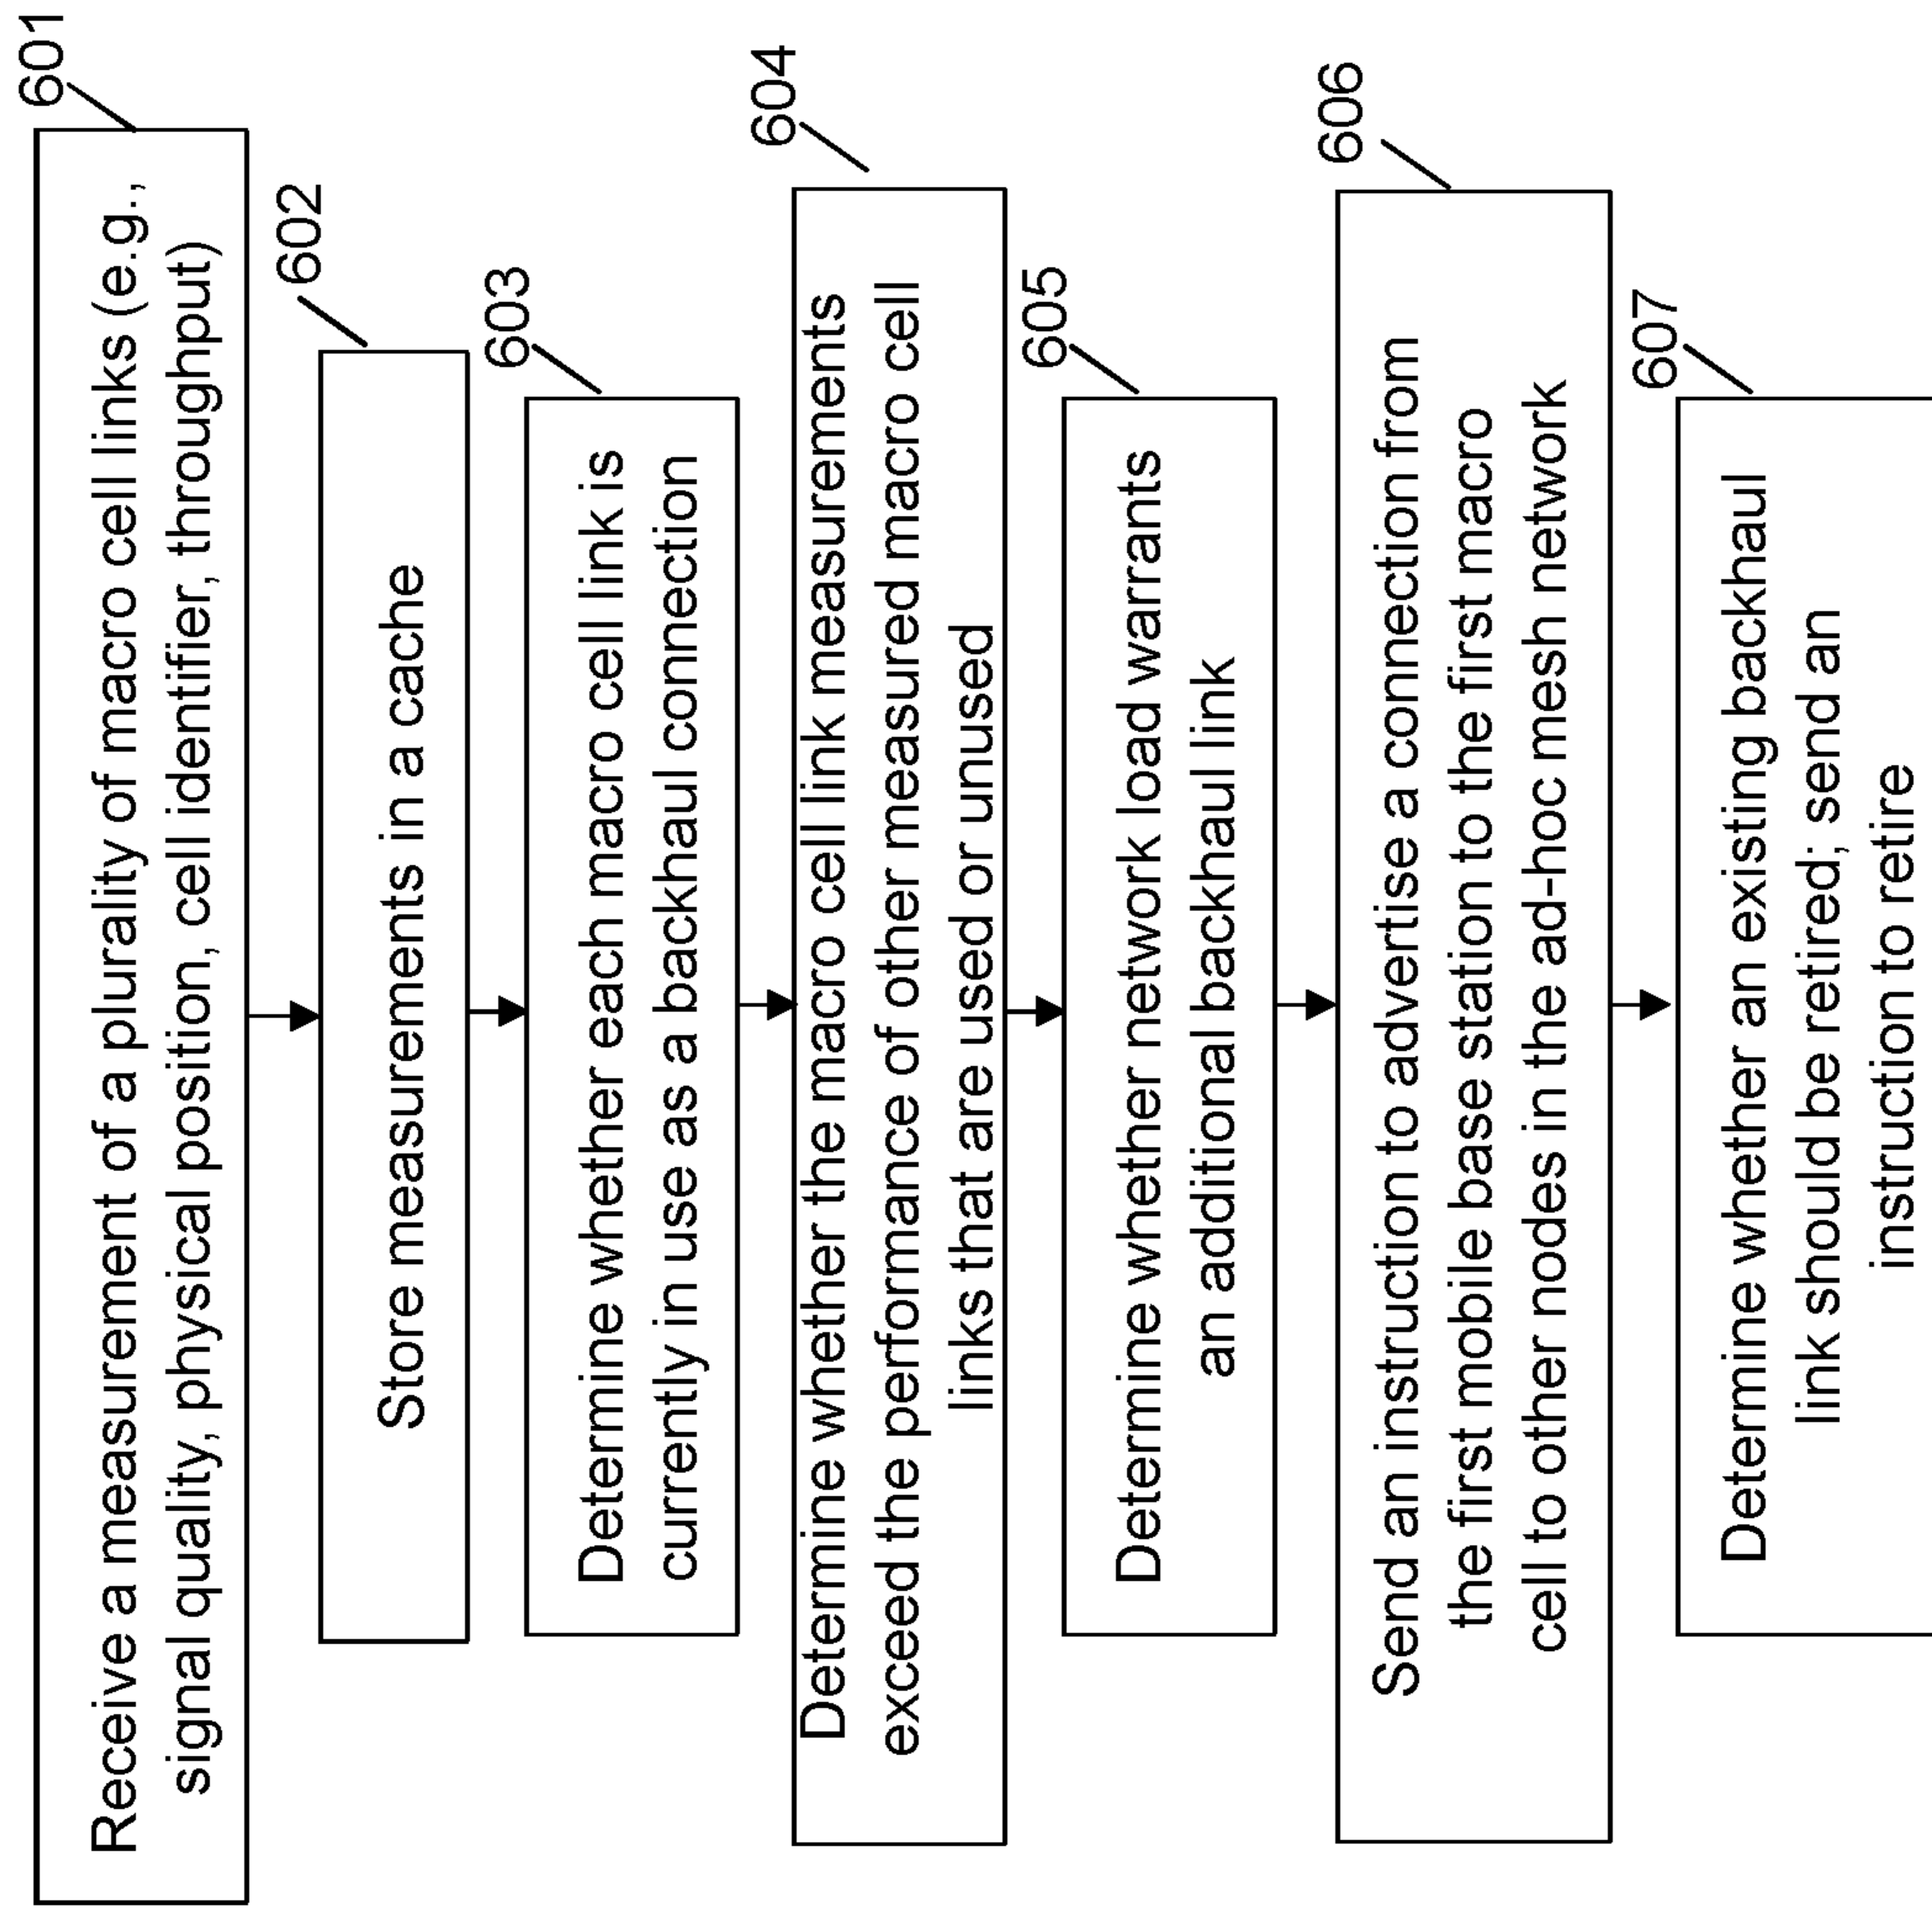 601
Receive a measurement of a plurality of macro cell links (e.g.,
signal quality, physical position, cell identifier, throughput)
602
Store measurements in a cache
603
Determine whether each macro cell link is
currently in use as a backhaul connection
604
Determine whether the macro cell link measurements
exceed the performance of other measured macro cell
links that are used or unused
605
Determine whether network load warrants
an additional backhaul link
606
Send an instruction to advertise a connection from
the first mobile base station to the first macro
cell to other nodes in the ad-hoc mesh network
607
Determine whether an existing backhaul
link should be retired; send an
instruction to retire